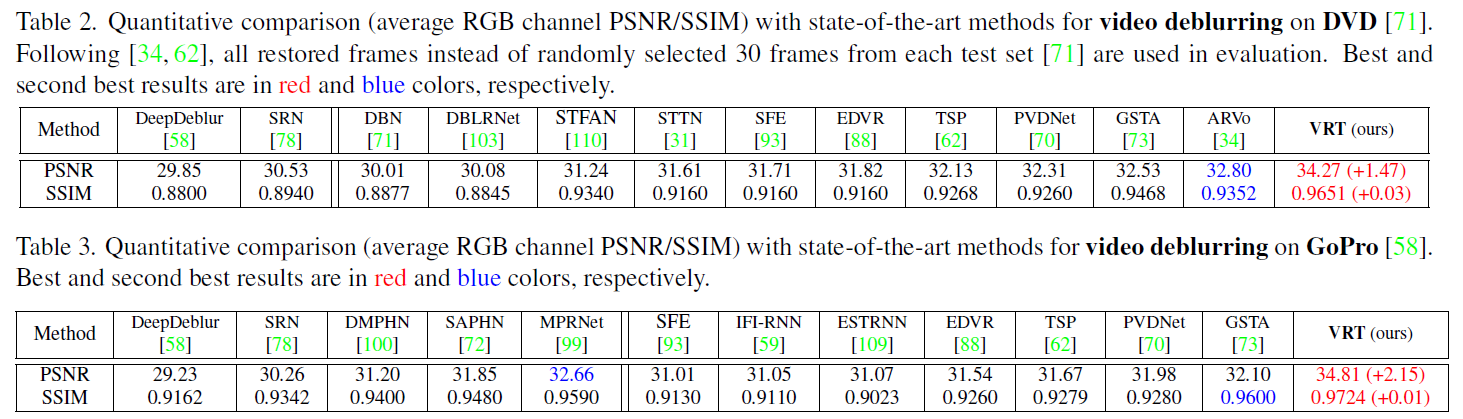 Table 2. Quantitative comparison (average RGB channel PSNR/SSIM) with state-of-the-art methods for video deblurring on DVD [71].
Following [34, 62], all restored frames instead of randomly selected 30 frames from each test set [71] are used in evaluation. Best and
second best results are in red and blue colors, respectively.
Method DeepDeblur [58] SRN [78] DBN [71] DBLRNet [103] STFAN [110] STTN [31] SFE [93] EDVR [88] TSP [62] PVDNet [70] GSTA [73] ARVo [34] VRT (ours)
PSNR 29.85 30.53 30.01 30.08 31.24 31.61 31.71 31.82 32.13 32.31 32.53 32.80 34.27 (+1.47)
SSIM 0.8800 0.8940 0.8877 0.8845 0.9340 0.9160 0.9160 0.9160 0.9268 0.9260 0.9468 0.9352 0.9651 (+0.03)
Table 3. Quantitative comparison (average RGB channel PSNR/SSIM) with state-of-the-art methods for video deblurring on GoPro [58].
Best and second best results are in red and blue colors, respectively.
Method DeepDeblur [58] SRN [78] DMPHN [100] SAPHN [72] MPRNet [99] SFE [93] IFI-RNN [59] ESTRNN [109] EDVR [88] TSP [62] PVDNet [70] GSTA [73] VRT (ours)
PSNR 29.23 30.26 31.20 31.85 32.66 31.01 31.05 31.07 31.54 31.67 31.98 32.10 34.81 (+2.15)
SSIM 0.9162 0.9342 0.9400 0.9480 0.9590 0.9130 0.9110 0.9023 0.9260 0.9279 0.9280 0.9600 0.9724 (+0.01)